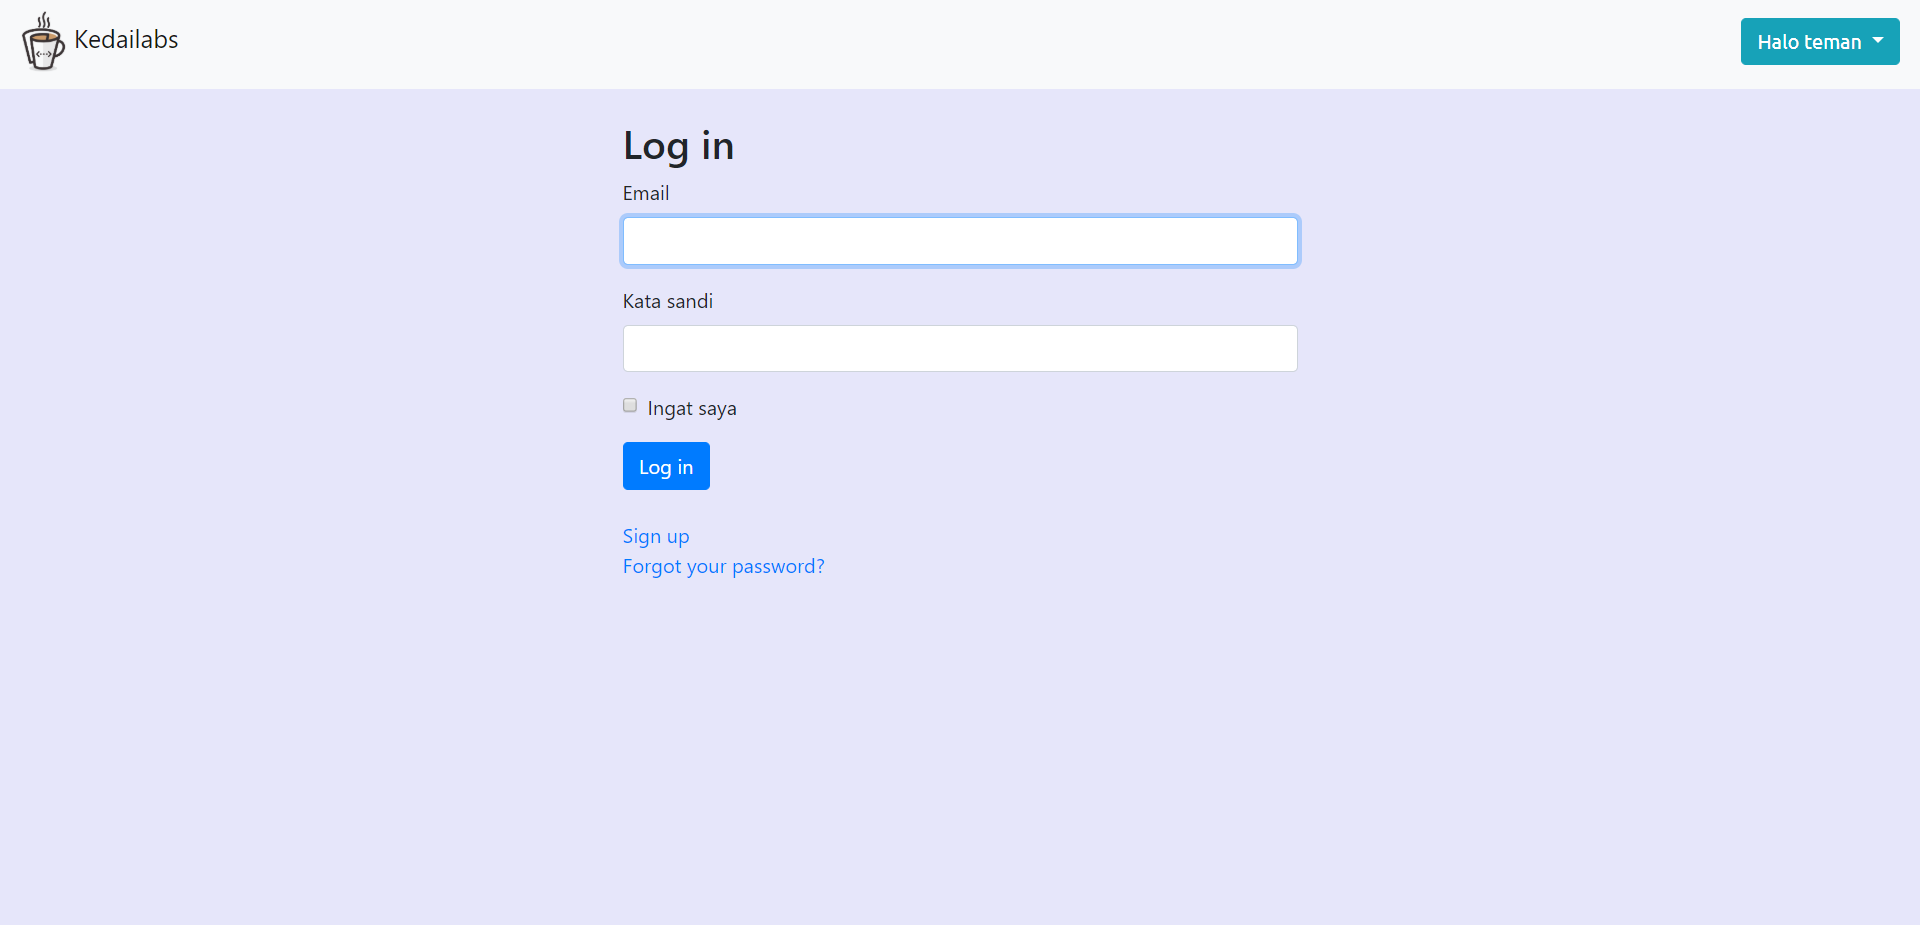 Kedailabs
Halo teman
Log in
Email
Kata sandi
Ingat saya
Log in
Sign up
Forgot your password?